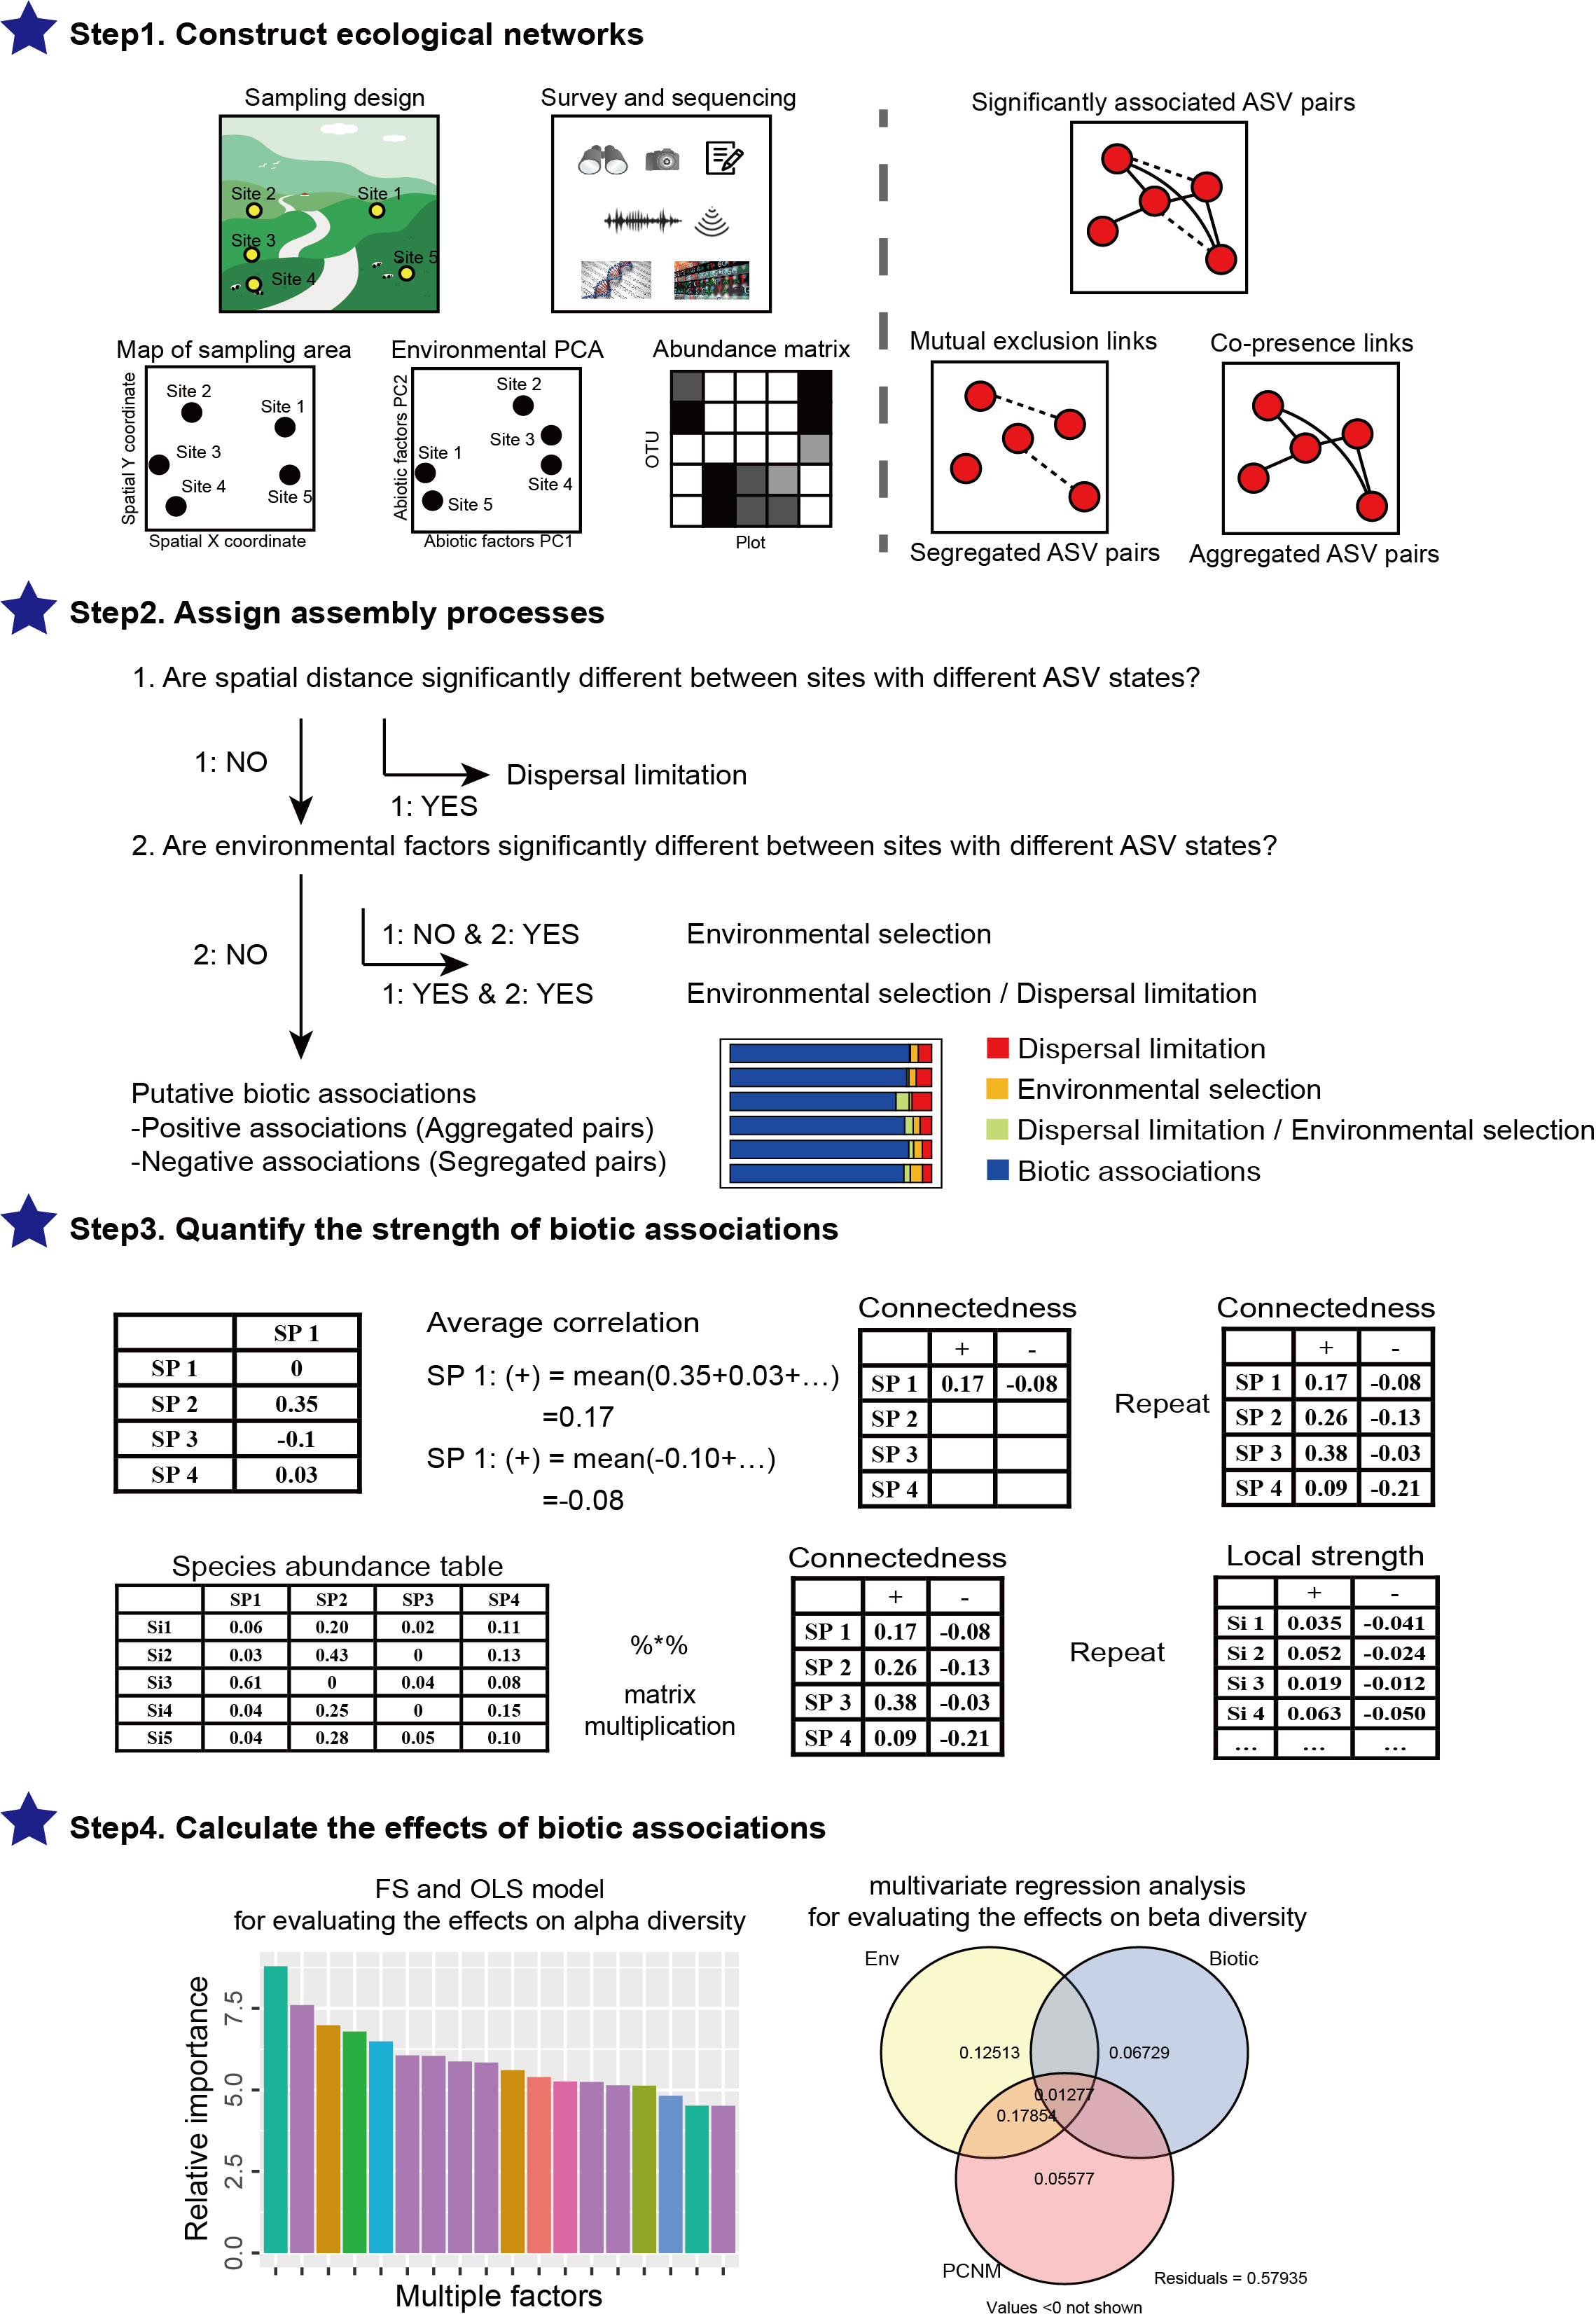 Step1. Construct ecological networks
Sampling design
Survey and sequencing
Significantly associated ASV pairs
Site 2
Site 1
Site 3
Site 5
Site 4
Map of sampling area
Environmental PCA
Abundance matrix
Mutual exclusion links
Co-presence links
Spatial Y coordinate
Site 2
Site 1
Site 3
Site 4
Site 5
Spatial X coordinate
Abiotic factors PC2
Site 2
Site 3
Site 1
Site 4
Site 5
Abiotic factors PC1
OTU
Plot
Segregated ASV pairs
Aggregated ASV pairs
Step2. Assign assembly processes
1. Are spatial distance significantly different between sites with different ASV states?
1: NO
Dispersal limitation
1: YES
2. Are environmental factors significantly different between sites with different ASV states?
2: NO
1: NO & 2: YES
Environmental selection
1: YES & 2: YES
Environmental selection / Dispersal limitation
Putative biotic associations
-Positive associations (Aggregated pairs)
-Negative associations (Segregated pairs)
Dispersal limitation
Environmental selection
Dispersal limitation / Environmental selection
Biotic associations
Step3. Quantify the strength of biotic associations
SP 1
SP 1 0
SP 2 0.35
SP 3 -0.1
SP 4 0.03
Average correlation
SP 1: (+) = mean(0.35+0.03+…)
=0.17
SP 1: (+) = mean(-0.10+…)
=-0.08
Connectedness
+ -
SP 1 0.17 -0.08
SP 2
SP 3
SP 4
Repeat
Connectedness
+ -
SP 1 0.17 -0.08
SP 2 0.26 -0.13
SP 3 0.38 -0.03
SP 4 0.09 -0.21
Species abundance table
SP1 SP2 SP3 SP4
Si1 0.06 0.20 0.02 0.11
Si2 0.03 0.43 0 0.13
Si3 0.61 0 0.04 0.08
Si4 0.04 0.25 0 0.15
Si5 0.04 0.28 0.05 0.10
%*%
matrix
multiplication
Connectedness
+ -
SP 1 0.17 -0.08
SP 2 0.26 -0.13
SP 3 0.38 -0.03
SP 4 0.09 -0.21
Repeat
Local strength
+ -
Si 1 0.035 -0.041
Si 2 0.052 -0.024
Si 3 0.019 -0.012
Si 4 0.063 -0.050
... ... ...
Step4. Calculate the effects of biotic associations
FS and OLS model
for evaluating the effects on alpha diversity
Relative importance
7.5
5.0
2.5
0.0
Multiple factors
multivariate regression analysis
for evaluating the effects on beta diversity
Env
Biotic
0.12513
0.06729
0.01277
0.17854
0.05577
PCNM
Residuals = 0.57935
Values <0 not shown